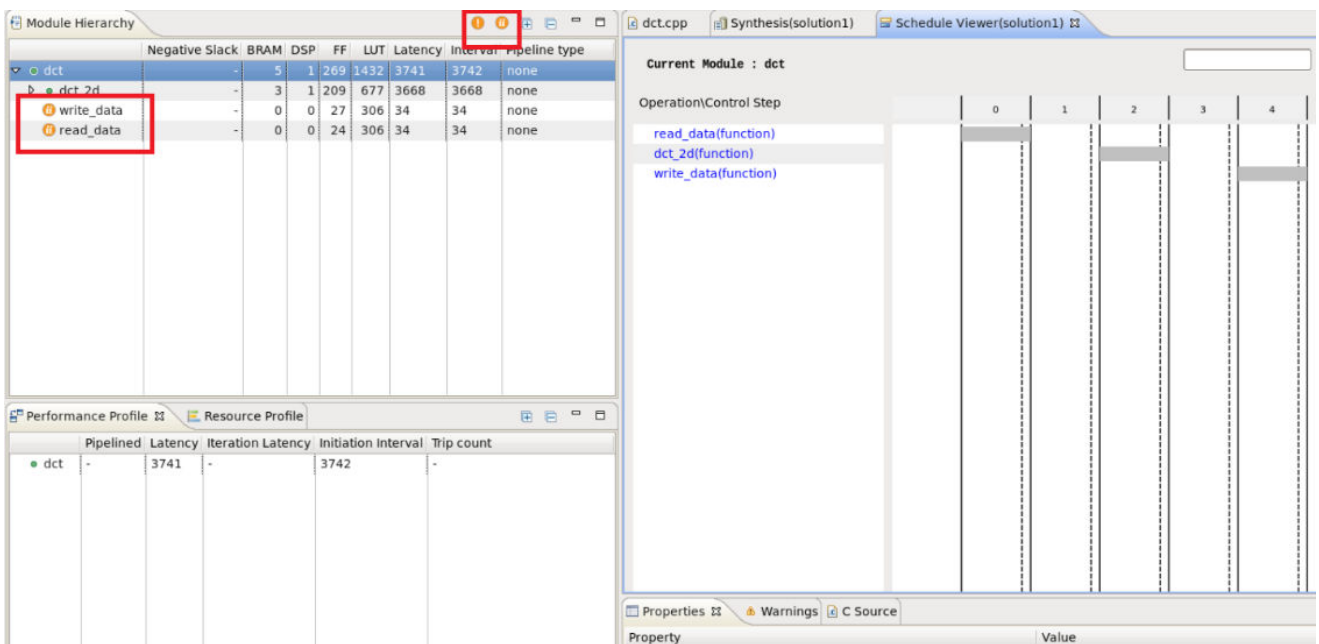 Module Hierarchy
Negative Slack BRAM DSP FF LUT Latency Interval Pipeline type
dct - 5 1 269 1432 3741 3742 none
dct_2d - 3 1 209 677 3668 3668 none
write_data - 0 0 27 306 34 34 none
read_data - 0 0 24 306 34 34 none
Performance Profile Resource Profile
Pipelined Latency Iteration Latency Initiation Interval Trip count
dct - 3741 - 3742 -
dct.cpp Synthesis(solution1) Schedule Viewer(solution1)
Current Module : dct
Operation\Control Step 0 1 2 3 4
read_data(function)
dct_2d(function)
write_data(function)
Properties Warnings C Source
Property Value